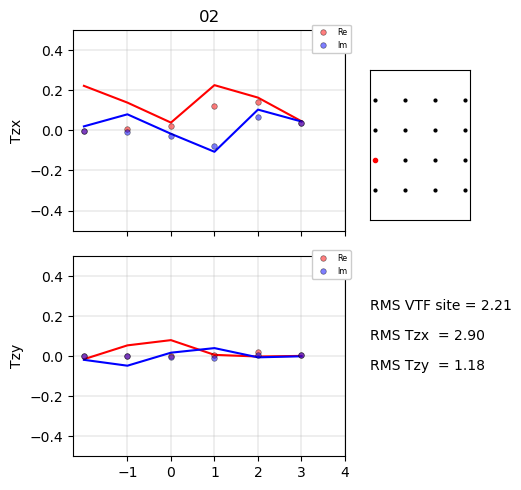 02
Tzx
0.4
0.2
0.0
−0.2
−0.4
Re
Im
Tzy
0.4
0.2
0.0
−0.2
−0.4
Re
Im
−1 0 1 2 3 4
RMS VTF site = 2.21
RMS Tzx = 2.90
RMS Tzy = 1.18